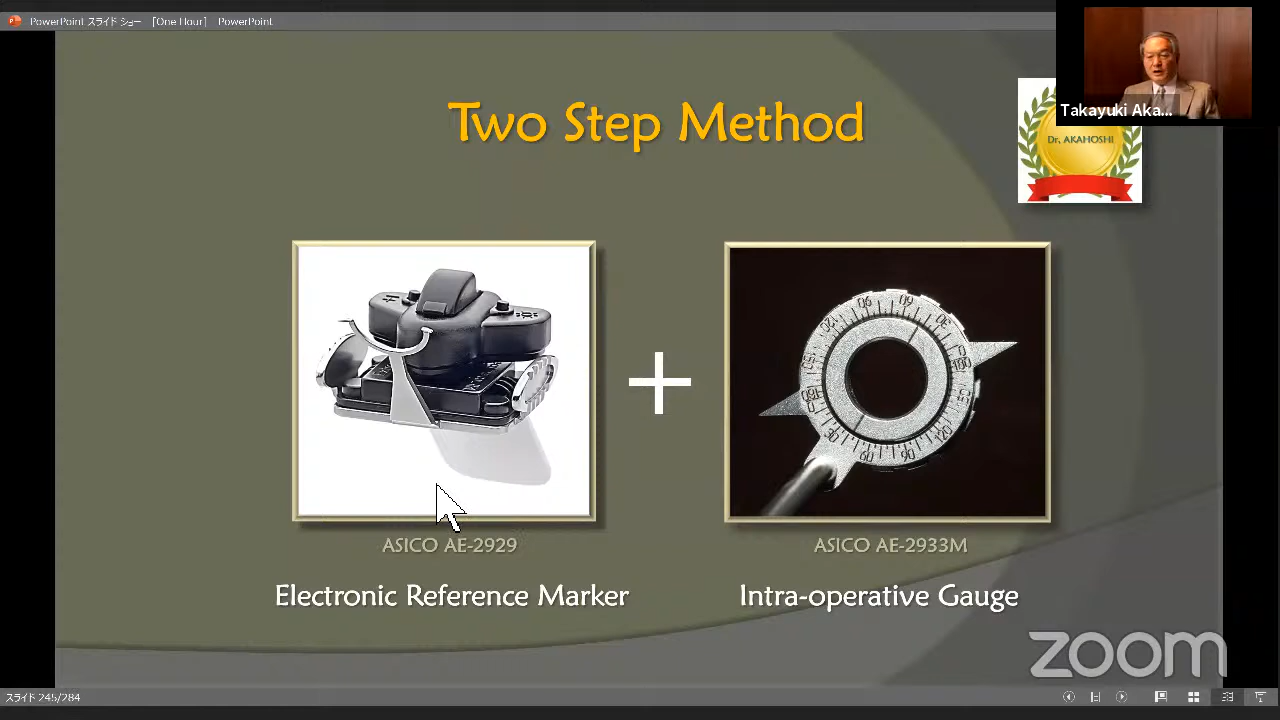 PowerPoint スライド ショー [One Hour] PowerPoint
Takayuki Aka...
Two Step Method
Dr, AKAHOSHI
ASICO AE-2929
ASICO AE-2933M
Electronic Reference Marker
Intra-operative Gauge
zoom
スライド 245/284